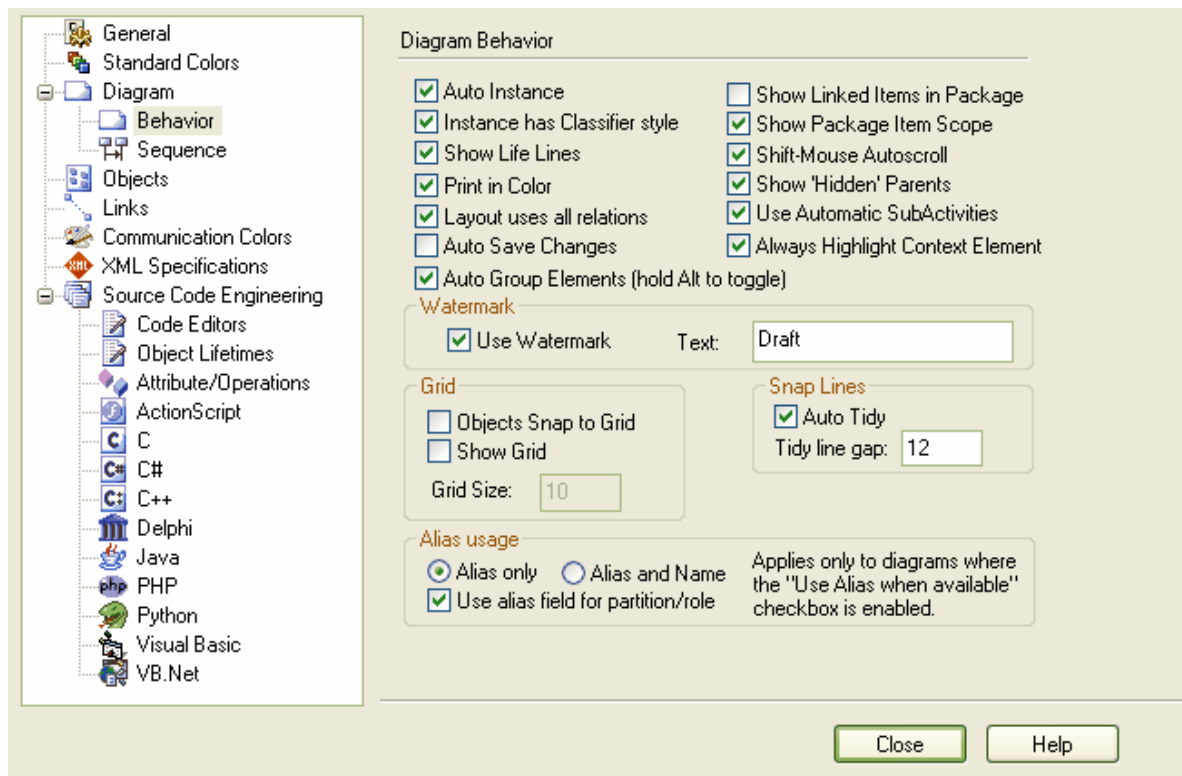 General
Standard Colors
Diagram
Behavior
Sequence
Objects
Links
Communication Colors
XML Specifications
Source Code Engineering
Code Editors
Object Lifetimes
Attribute/Operations
ActionScript
C
C#
C++
Delphi
Java
PHP
Python
Visual Basic
VB.Net
Diagram Behavior
Auto Instance
Instance has Classifier style
Show Life Lines
Print in Color
Layout uses all relations
Auto Save Changes
Auto Group Elements (hold Alt to toggle)
Show Linked Items in Package
Show Package Item Scope
Shift-Mouse Autoscroll
Show 'Hidden' Parents
Use Automatic SubActivities
Always Highlight Context Element
Watermark
Use Watermark Text: Draft
Grid
Objects Snap to Grid
Show Grid
Grid Size: 10
Snap Lines
Auto Tidy
Tidy line gap: 12
Alias usage
Alias only Alias and Name
Use alias field for partition/role
Applies only to diagrams where
the "Use Alias when available"
checkbox is enabled.
Close Help